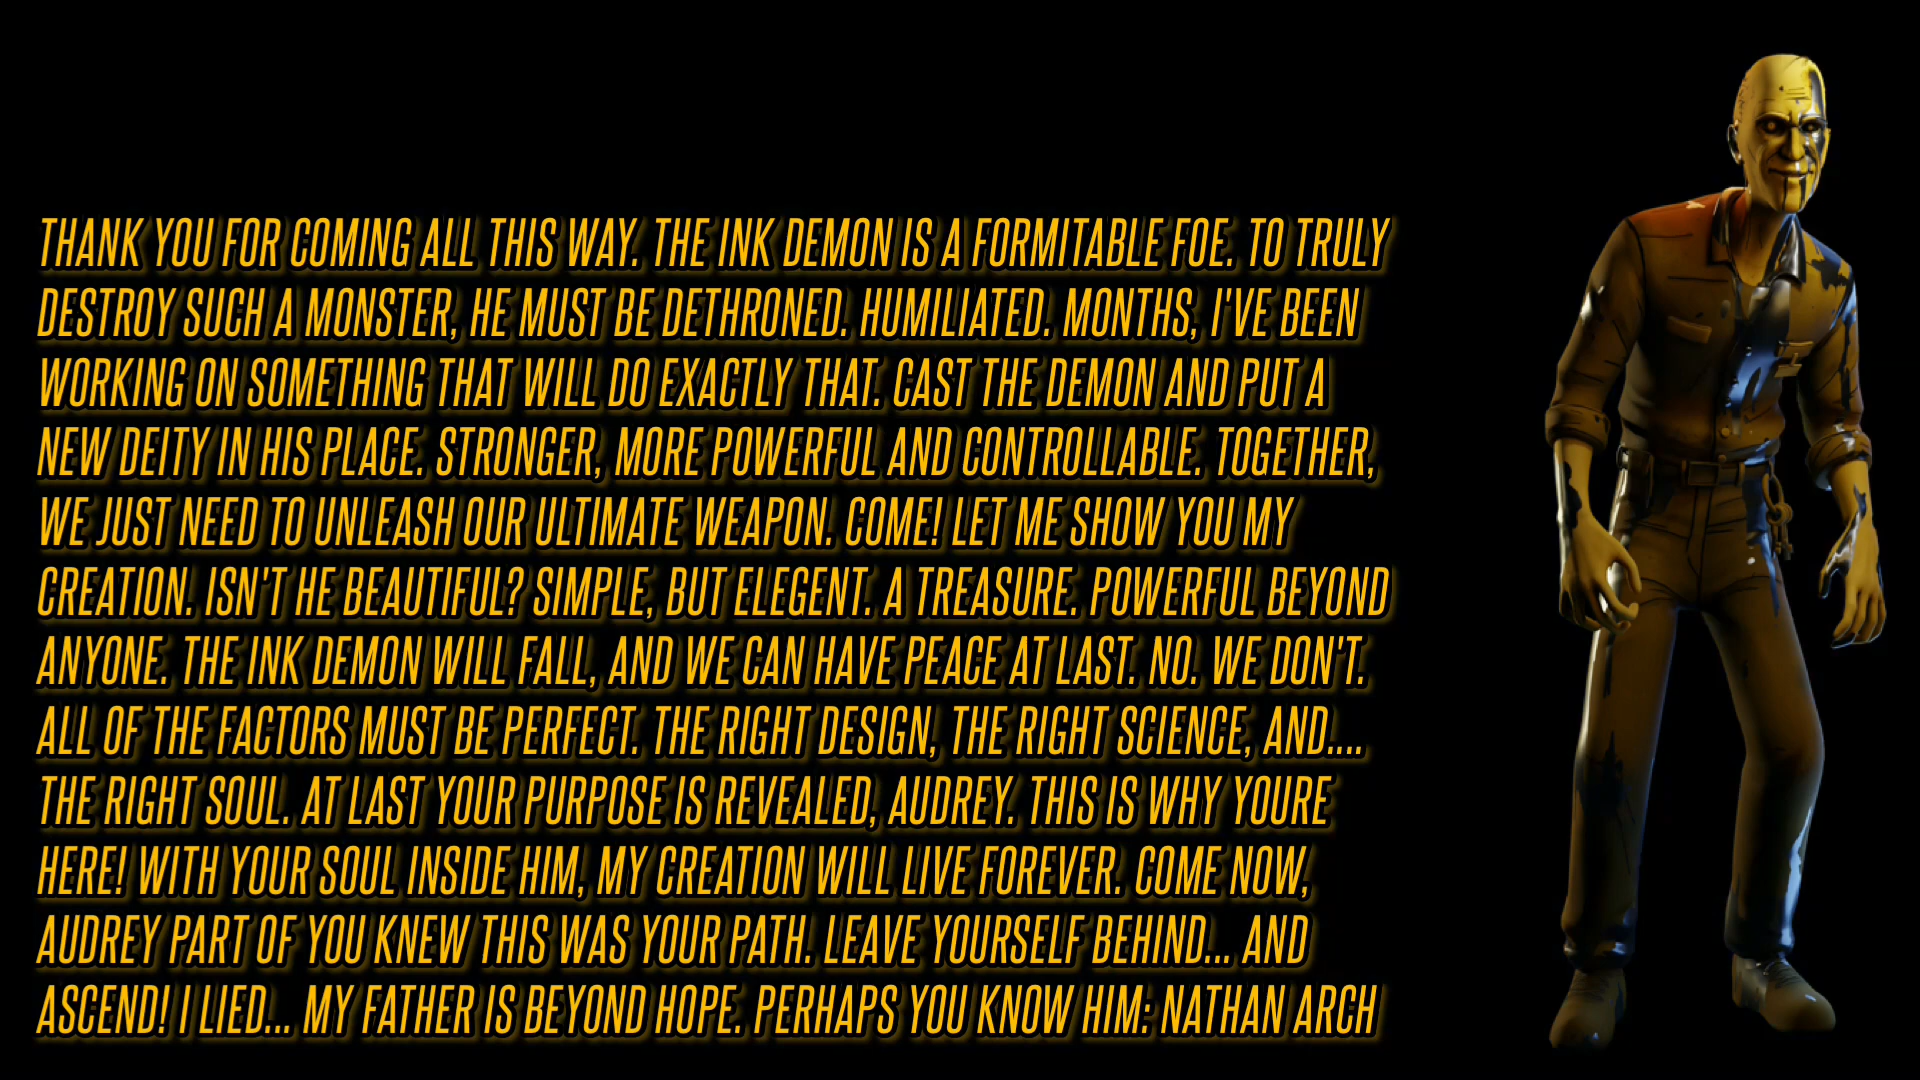 THANK YOU FOR COMING ALL THIS WAY. THE INK DEMON IS A FORMITABLE FOE. TO TRULY
DESTROY SUCH A MONSTER, HE MUST BE DETHRONED. HUMILIATED. MONTHS, I'VE BEEN
WORKING ON SOMETHING THAT WILL DO EXACTLY THAT. CAST THE DEMON AND PUT A
NEW DEITY IN HIS PLACE. STRONGER, MORE POWERFUL AND CONTROLLABLE. TOGETHER,
WE JUST NEED TO UNLEASH OUR ULTIMATE WEAPON. COME! LET ME SHOW YOU MY
CREATION. ISN'T HE BEAUTIFUL? SIMPLE, BUT ELEGENT. A TREASURE. POWERFUL BEYOND
ANYONE. THE INK DEMON WILL FALL, AND WE CAN HAVE PEACE AT LAST. NO. WE DON'T.
ALL OF THE FACTORS MUST BE PERFECT. THE RIGHT DESIGN, THE RIGHT SCIENCE, AND....
THE RIGHT SOUL. AT LAST YOUR PURPOSE IS REVEALED, AUDREY. THIS IS WHY YOURE
HERE! WITH YOUR SOUL INSIDE HIM, MY CREATION WILL LIVE FOREVER. COME NOW,
AUDREY PART OF YOU KNEW THIS WAS YOUR PATH. LEAVE YOURSELF BEHIND... AND
ASCEND! I LIED... MY FATHER IS BEYOND HOPE. PERHAPS YOU KNOW HIM: NATHAN ARCH